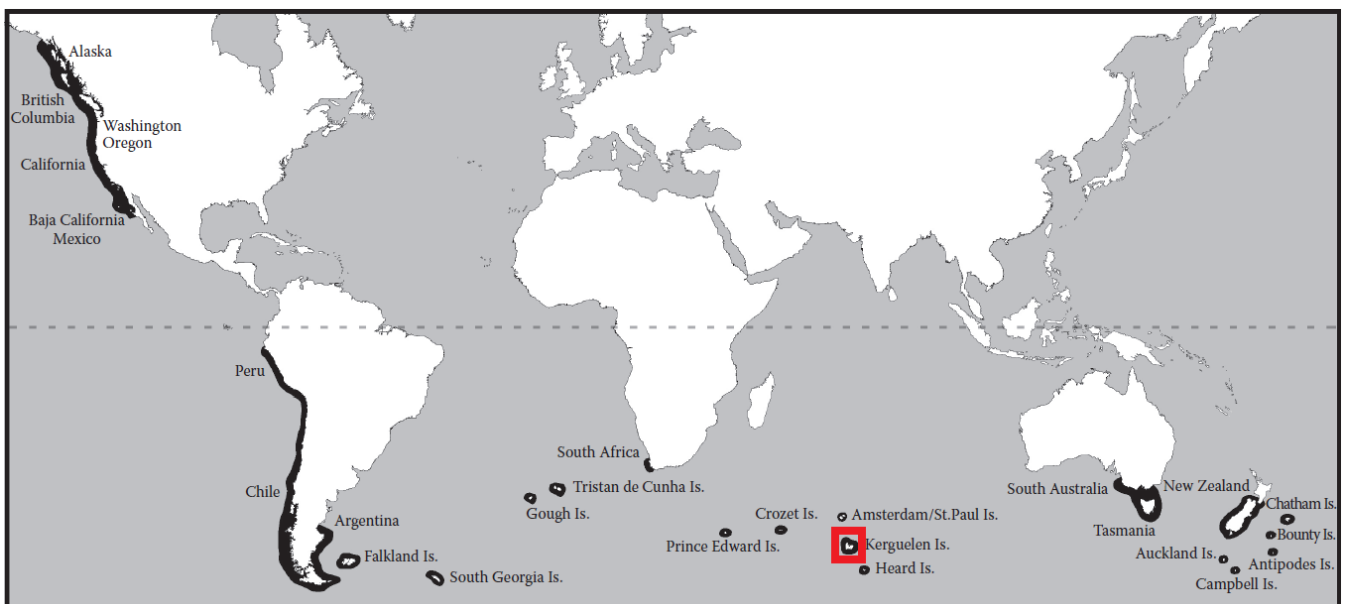 Alaska
British
Columbia
Washington
Oregon
California
Baja California
Mexico
Peru
Chile
Argentina
Falkland Is.
South Georgia Is.
South Africa
Tristan de Cunha Is.
Gough Is.
Prince Edward Is.
Crozet Is.
Amsterdam/St.Paul Is.
Kerguelen Is.
Heard Is.
South Australia
Tasmania
New Zealand
Chatham Is.
Bounty Is.
Antipodes Is.
Auckland Is.
Campbell Is.